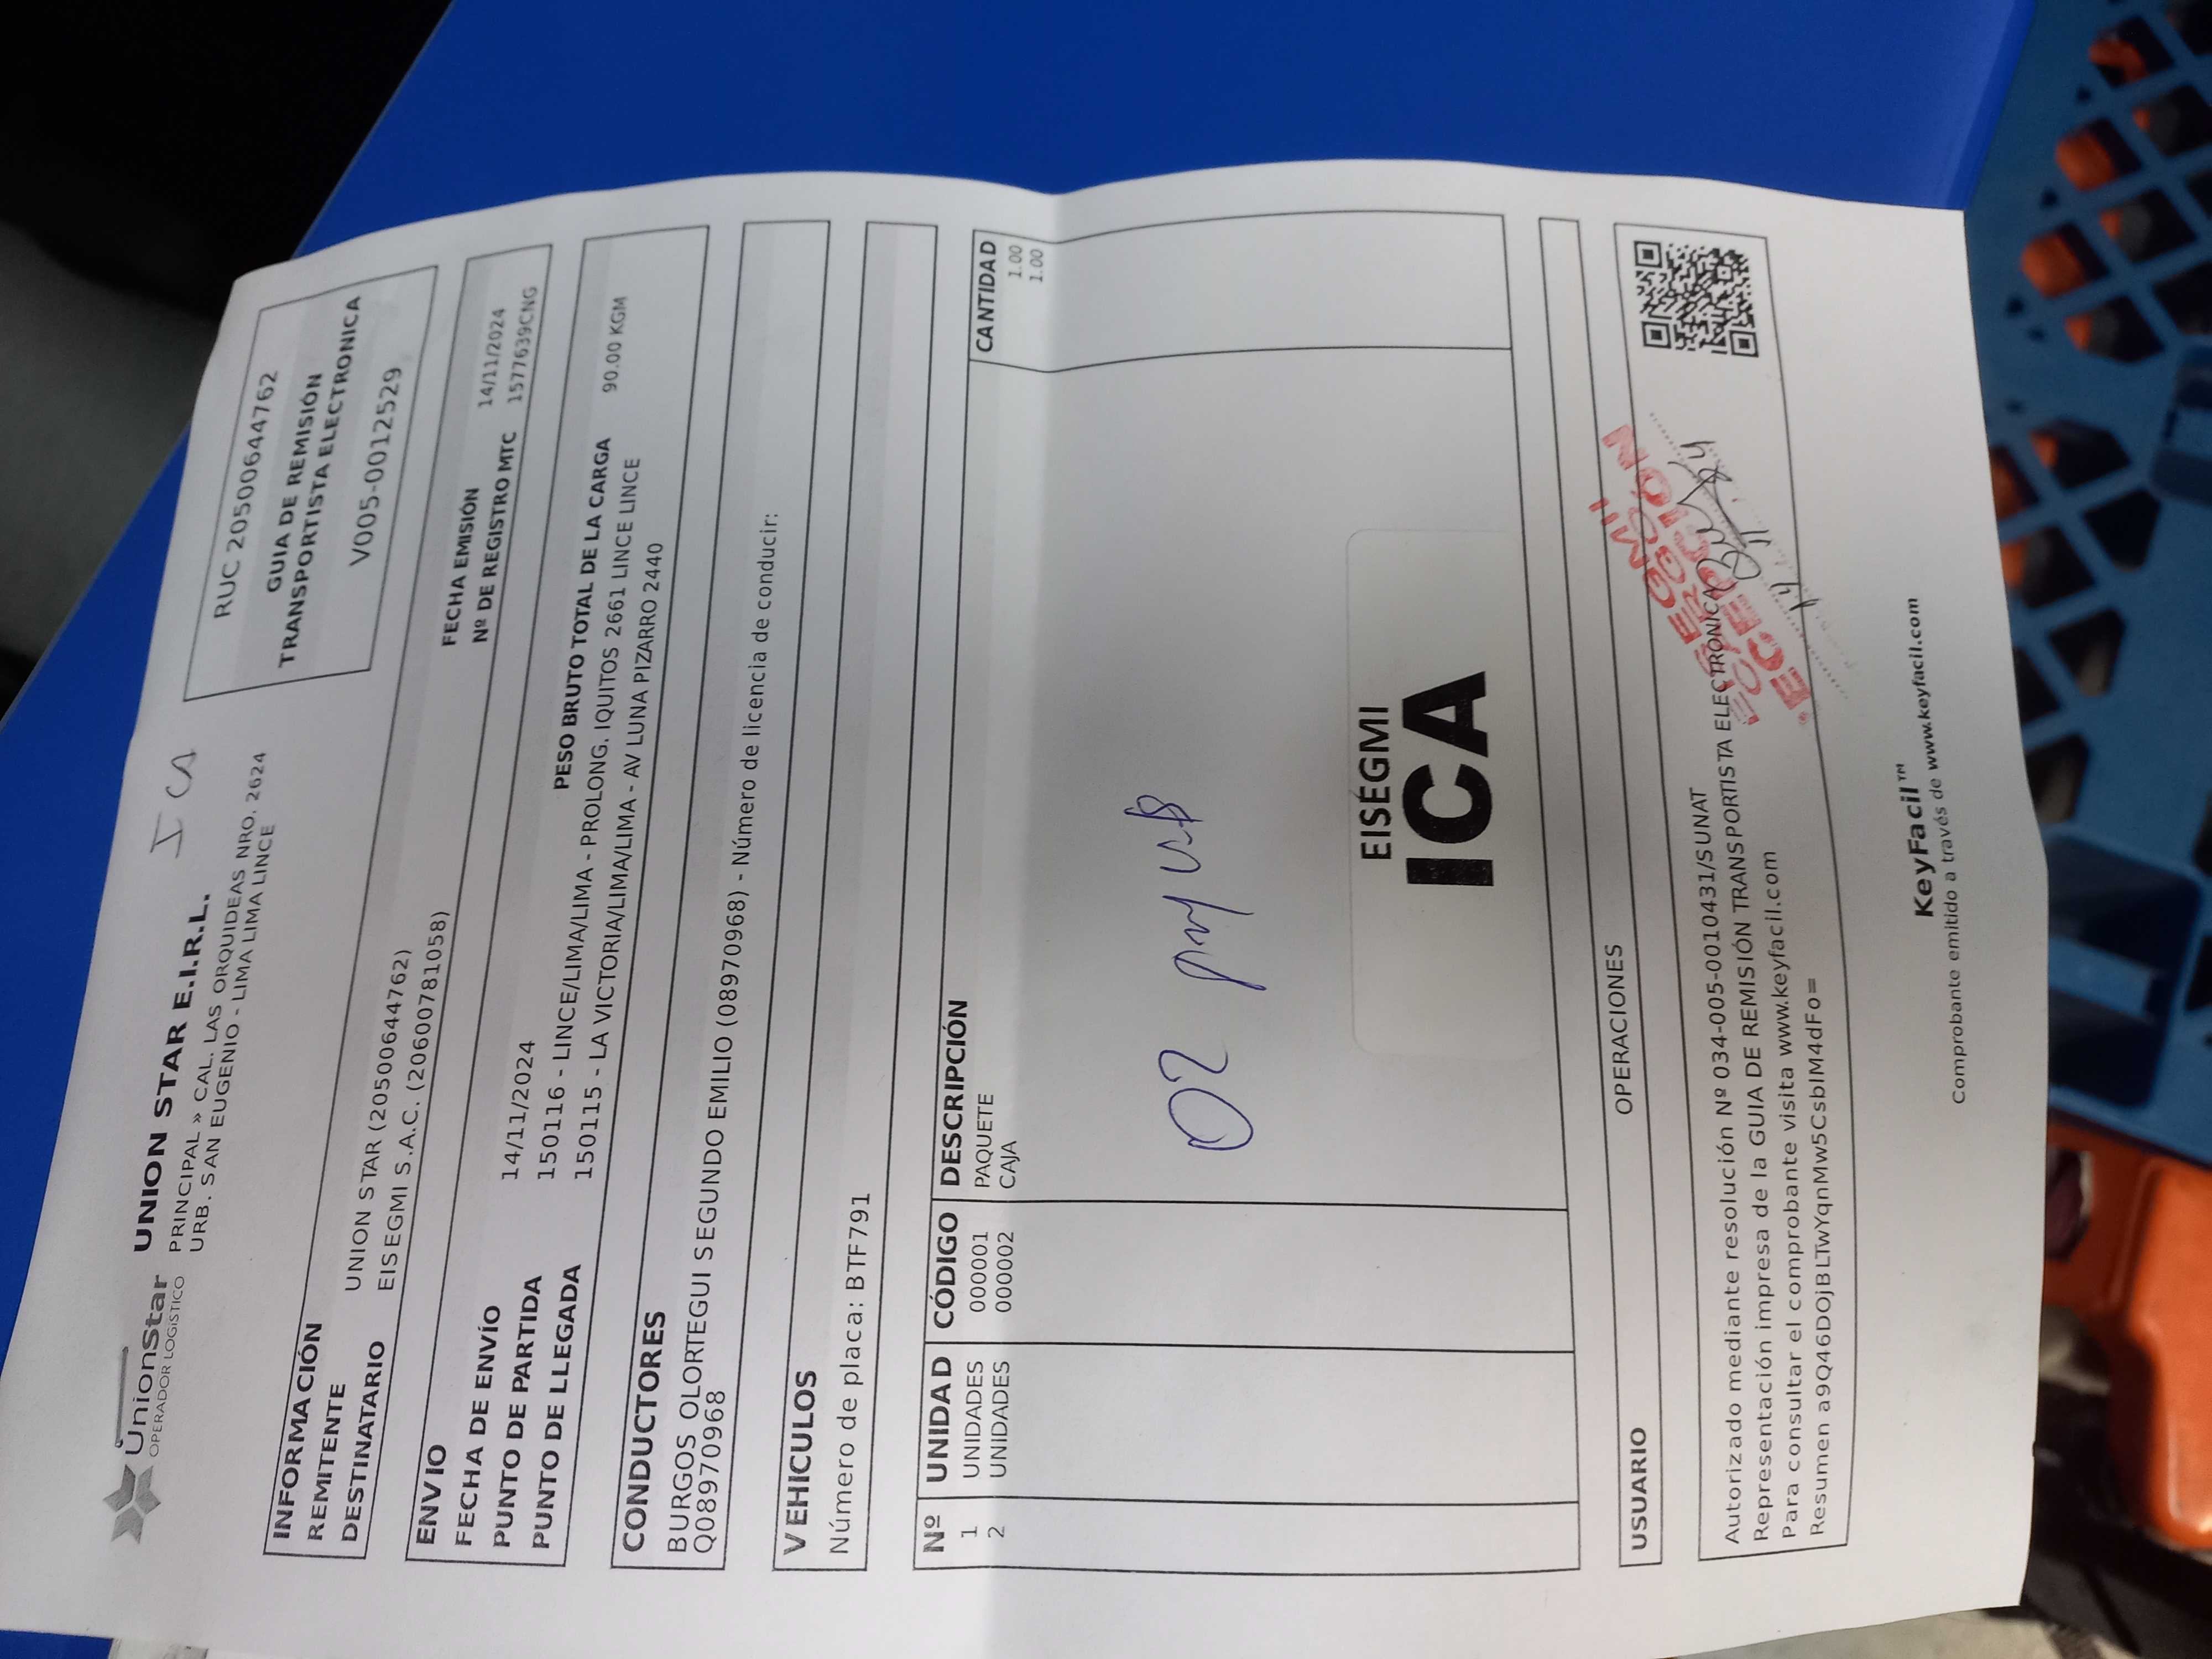 UnionStar
OPERADOR LOGÍSTICO
UNION STAR E.I.R.L.
PRINCIPAL » CAL. LAS ORQUIDEAS NRO. 2624
URB. SAN EUGENIO - LIMA LIMA LINCE
ICA
RUC 20500644762
GUIA DE REMISIÓN
TRANSPORTISTA ELECTRONICA
V005-0012529
INFORMACIÓN
REMITENTE UNION STAR (20500644762)
DESTINATARIO EISEGMI S.A.C. (20600781058)
FECHA EMISIÓN 14/11/2024
Nº DE REGISTRO MTC 1577639CNG
ENVIO
FECHA DE ENVÍO 14/11/2024 PESO BRUTO TOTAL DE LA CARGA 90.00 KGM
PUNTO DE PARTIDA 150116 - LINCE/LIMA/LIMA - PROLONG. IQUITOS 2661 LINCE LINCE
PUNTO DE LLEGADA 150115 - LA VICTORIA/LIMA/LIMA - AV LUNA PIZARRO 2440
CONDUCTORES
BURGOS OLORTEGUI SEGUNDO EMILIO (08970968) - Número de licencia de conducir:
Q08970968
VEHICULOS
Número de placa: BTF791
Nº UNIDAD CÓDIGO DESCRIPCIÓN CANTIDAD
1 UNIDADES 000001 PAQUETE 1.00
2 UNIDADES 000002 CAJA 1.00
02
EISÉGMI
ICA
USUARIO OPERACIONES
Autorizado mediante resolución Nº 034-005-0010431/SUNAT
Representación impresa de la GUIA DE REMISIÓN TRANSPORTISTA ELECTRÓNICA
Para consultar el comprobante visita www.keyfacil.com
Resumen a9Q46DOjBLTwYqnMw5CsbIM4dFo=
KeyFacil™
Comprobante emitido a través de www.keyfacil.com